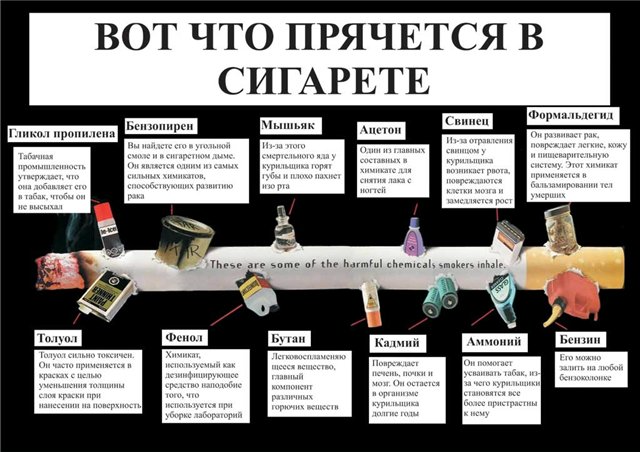 ВОТ ЧТО ПРЯЧЕТСЯ В
СИГАРЕТЕ
Гликол пропилена
Табачная
промышленность
утверждает, что
она добавляет его
в табак, чтобы он
не высыхал
Бензопирен
Вы найдете его в угольной
смоле и в сигаретном дыме.
Он является одним из самых
сильных химикатов,
способствующих развитию
рака
Мышьяк
Из-за этого
смертельного яда у
курильщика горят
губы и плохо пахнет
изо рта
Ацетон
Один из главных
составных в
химикате для
снятия лака с
ногтей
Свинец
Из-за отравления
свинцом у
курильщика
возникает рвота,
повреждаются
клетки мозга и
замедляется рост
Формальдегид
Он развивает рак,
повреждает легкие, кожу
и пищеварительную
систему. Этот химикат
применяется в
бальзамировании тел
умерших
TAR
These are some of the harmful chemicals smokers inhale.
PAINT
THINNER
Толуол
Толуол сильно токсичен.
Он часто применяется в
красках с целью
уменьшения толщины
слоя краски при
нанесении на поверхность
Фенол
Химикат,
используемый как
дезинфицирующее
средство наподобие
того, что
используется при
уборке лабораторий
Бутан
Легковоспламеняю
щееся вещество,
главный
компонент
различных
горючих веществ
Кадмий
Повреждает
печень, почки и
мозг. Он остается
в организме
курильщика
долгие годы
Аммоний
Он помогает
усваивать табак, из-
за чего курильщики
становятся все
более пристрастны
к нему
Бензин
Его можно
залить на любой
бензоколонке